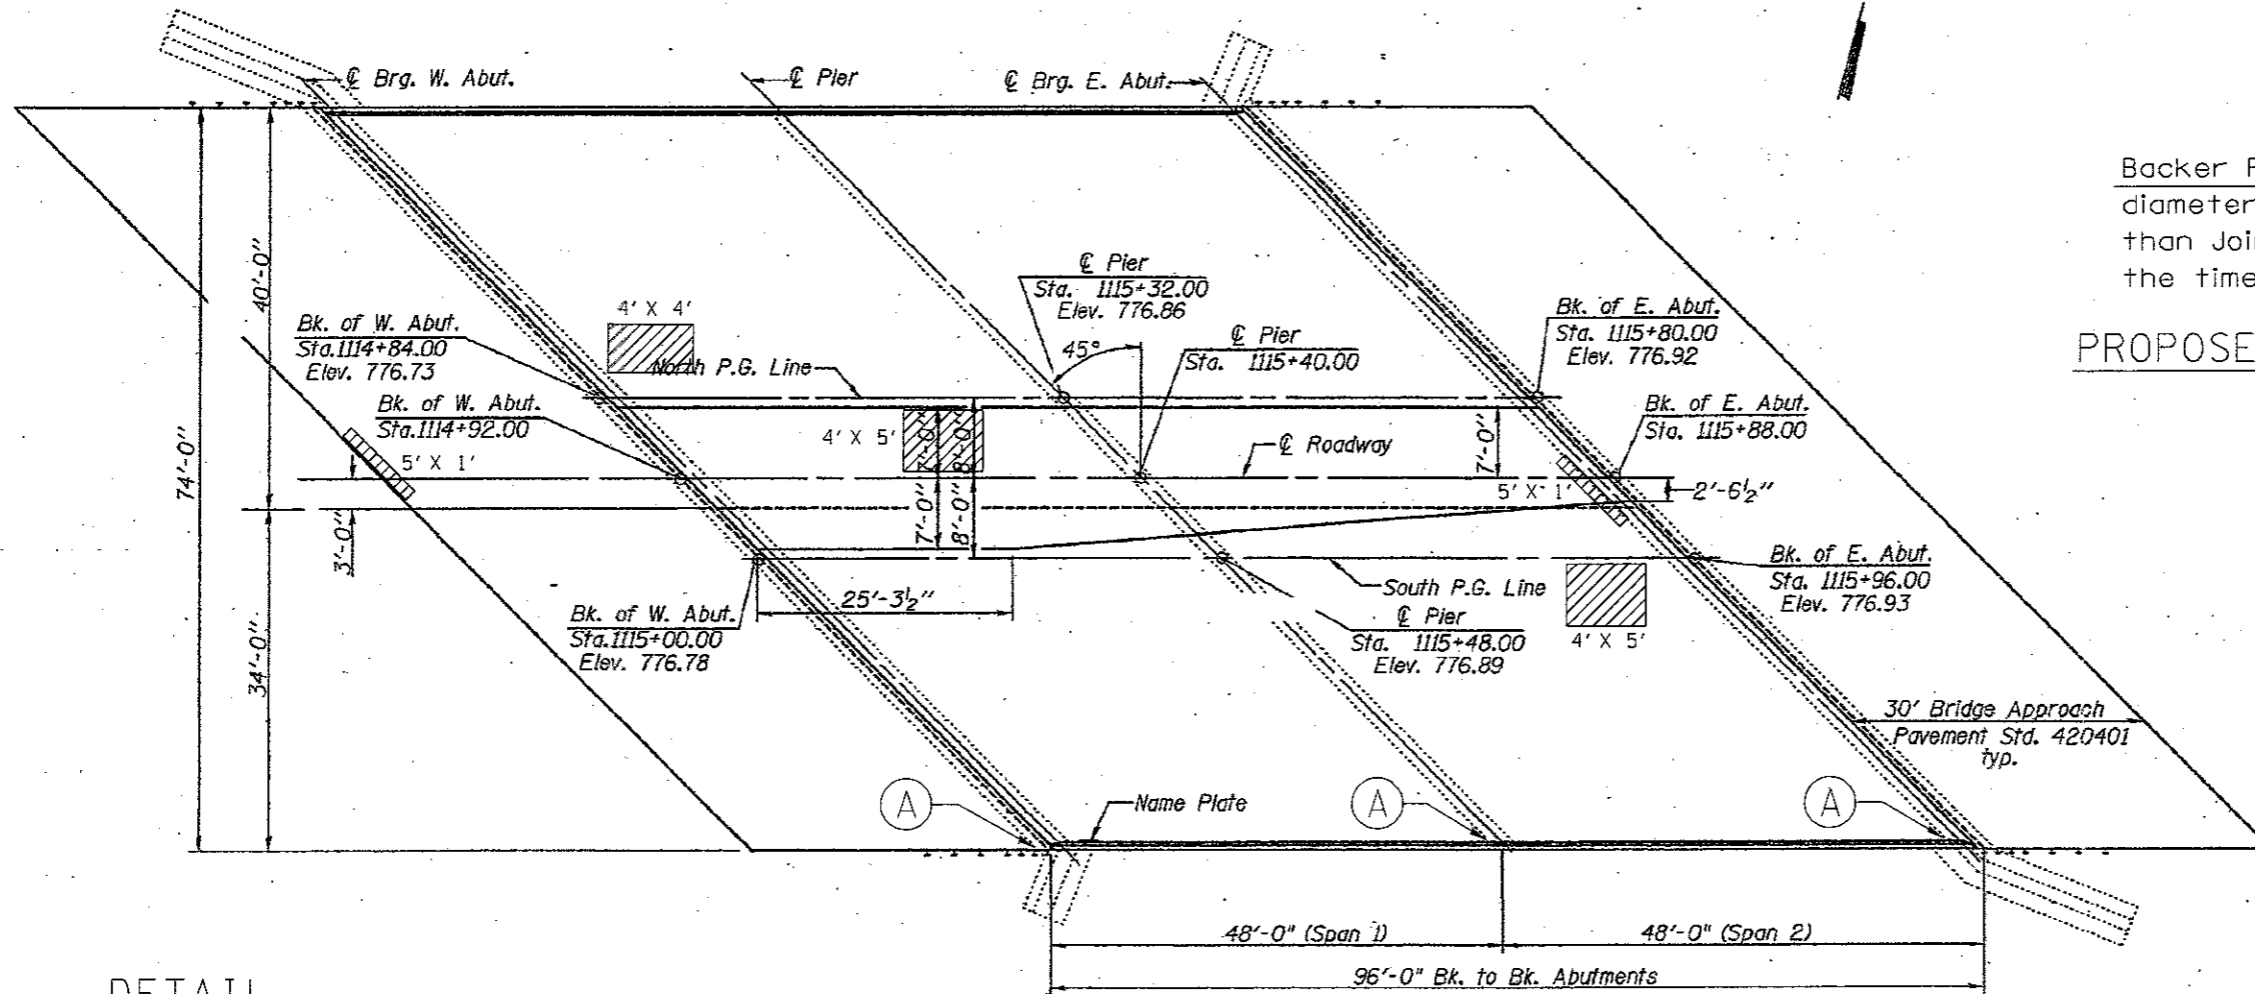 ℄ Brg. W. Abut.
℄ Pier
℄ Brg. E. Abut.
Backer
diameter
than Joi
the time
PROPOSE
74'-0"
40'-0"
34'-0"
3'-0"
Bk. of W. Abut.
Sta. 1114+84.00
Elev. 776.73
4' X 4'
North P.G. Line
℄ Pier
Sta. 1115+32.00
Elev. 776.86
45°
℄ Pier
Sta. 1115+40.00
Bk. of E. Abut.
Sta. 1115+80.00
Elev. 776.92
Bk. of W. Abut.
Sta. 1114+92.00
4' X 5'
7'-0"
8'-0"
℄ Roadway
7'-0"
Bk. of E. Abut.
Sta. 1115+88.00
5' X 1'
5' X 1'
2'-6½"
7'-0"
8'-0"
25'-3½"
South P.G. Line
Bk. of W. Abut.
Sta. 1115+00.00
Elev. 776.78
℄ Pier
Sta. 1115+48.00
Elev. 776.89
4' X 5'
Bk. of E. Abut.
Sta. 1115+96.00
Elev. 776.93
30' Bridge Approach
Pavement Std. 420401
typ.
A
Name Plate
A
A
48'-0" (Span 1)
48'-0" (Span 2)
96'-0" Bk. to Bk. Abutments
DETAIL